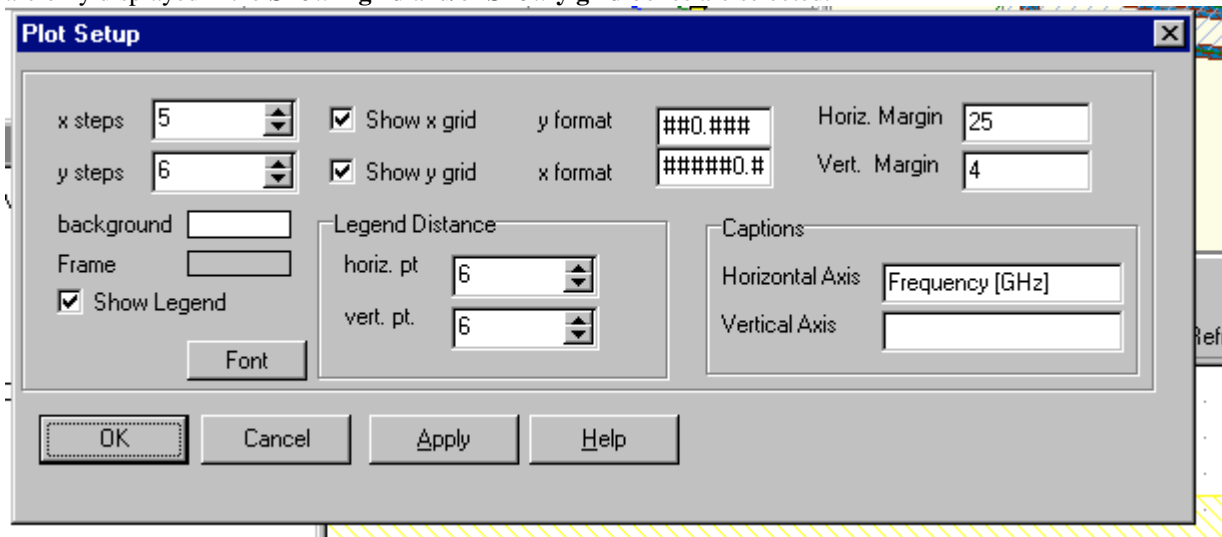 Plot Setup
x steps 5 Show x grid y format ##0.### Horiz. Margin 25
y steps 6 Show y grid x format #####0.# Vert. Margin 4
background Legend Distance Captions
Frame horiz. pt 6 Horizontal Axis Frequency [GHz]
Show Legend vert. pt. 6 Vertical Axis
Font
OK Cancel Apply Help